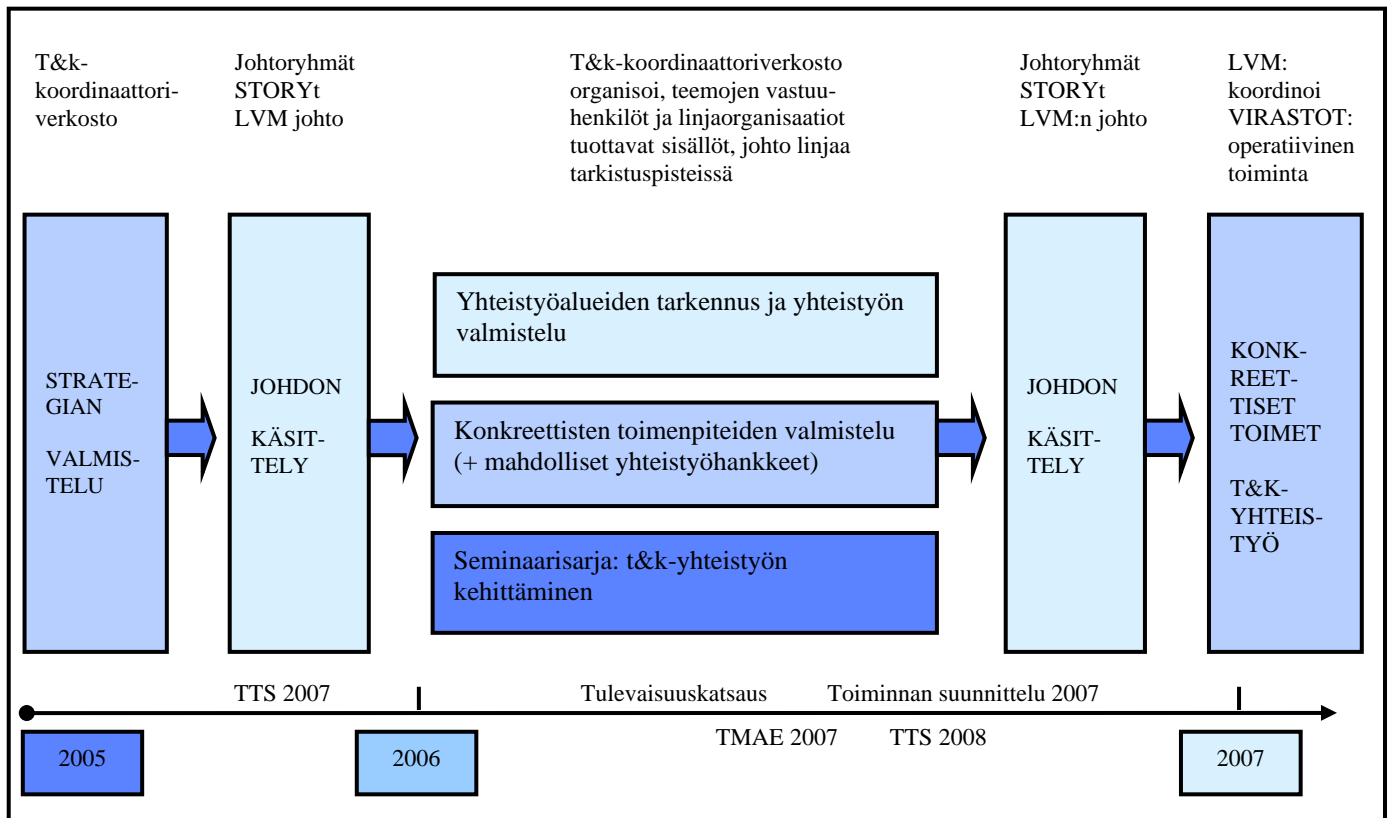 T&k-
koordinaattori-
verkosto
Johtoryhmät
STORYt
LVM johto
T&k-koordinaattoriverkosto
organisoi, teemojen vastuu-
henkilöt ja linjaorganisaatiot
tuottavat sisällöt, johto linjaa
tarkistuspisteissä
Johtoryhmät
STORYt
LVM:n johto
LVM:
koordinoi
VIRASTOT:
operatiivinen
toiminta
STRATE-
GIAN
VALMIS-
TELU
JOHDON
KÄSIT-
TELY
Yhteistyöalueiden tarkennus ja yhteistyön
valmistelu
Konkreettisten toimenpiteiden valmistelu
(+ mahdolliset yhteistyöhankkeet)
Seminaarisarja: t&k-yhteistyön
kehittäminen
JOHDON
KÄSIT-
TELY
KONK-
REET-
TISET
TOIMET
T&K-
YHTEIS-
TYÖ
TTS 2007
Tulevaisuuskatsaus
Toiminnan suunnittelu 2007
TMAE 2007
TTS 2008
2005
2006
2007